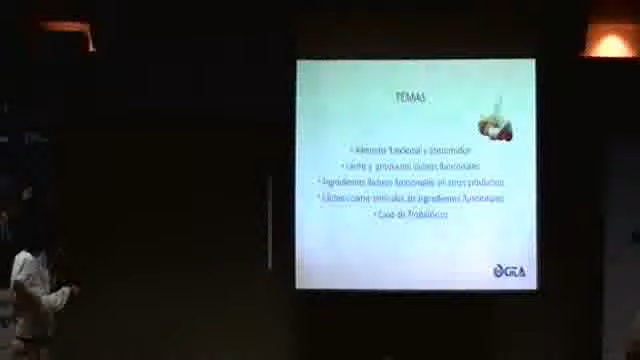 TEMAS
• Alimento funcional y consumidor
• Leche y productos lácteos funcionales
• Ingredientes lácteos funcionales en otros productos
• Lácteos como vehículos de ingredientes funcionales
• Caso de Probióticos